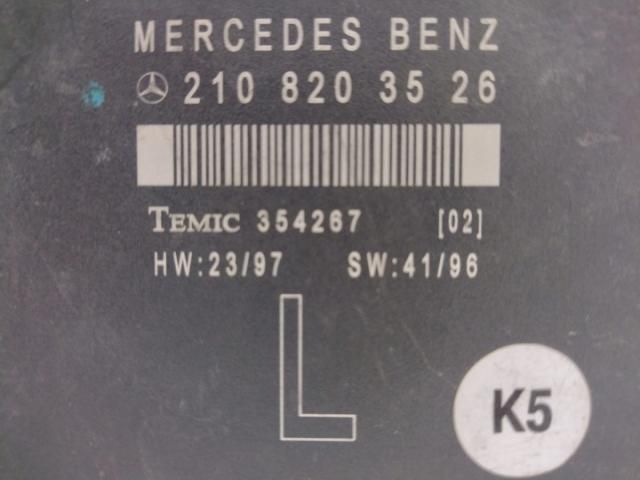 MERCEDES BENZ
210 820 35 26
TEMIC 354267 [02]
HW:23/97 SW:41/96
L
K5